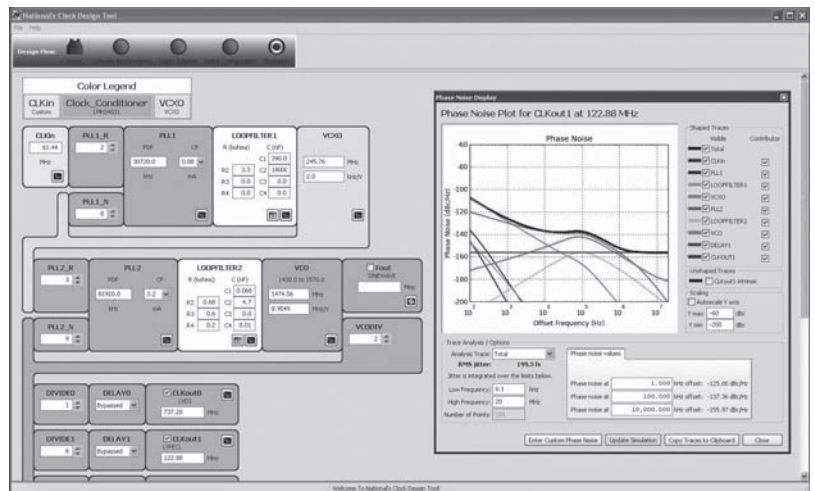 National's Clock Design Tool
File Help
Design Flow:
Color Legend
CLKin Clock_Conditioner VCXO
Custom LMK04031 VCXO
CLKin PLL1_R PLL1 LOOPFILTER1 VCXO
61.44 2 PDF CP R (kohms) C (nF)
MHz 30720.0 0.08 C1 390.0 245.76 MHz
kHz mA R2 3.3 C2 2.0 kHz/V
R3 0.0 C3 0.0
R4 0.0 C4 0.0
PLL1_N
8
PLL2_R PLL2 LOOPFILTER2 VCO Fout
3 PDF CP R (kohms) C (nF) 1430.0 to 1570.0 SINEWAVE
81920.0 3.2 C1 0.068 1474.56 MHz MHz
kHz mA R2 0.68 C2 4.7 8.9549 MHz/V
R3 0.6 C3 0.0
R4 0.2 C4 0.01
PLL2_N VCODIV
9 2
DIVIDE0 DELAY0 CLKout0
LVDS
1 Bypassed 737.28 MHz
DIVIDE1 DELAY1 CLKout1
LVPECL
6 Bypassed 122.88 MHz
Phase Noise Display
Phase Noise Plot for CLKout1 at 122.88 MHz
Phase Noise
Phase Noise (dBc/Hz)
-60
-80
-100
-120
-140
-160
-180
-200
10² 10³ 10⁴ 10⁵ 10⁶ 10⁷
Offset Frequency (Hz)
Shaped Traces
Visible Contributor
Total
CLKin
PLL1
LOOPFILTER1
VCXO
PLL2
LOOPFILTER2
VCO
DELAY1
CLKOUT1
Unshaped Traces
Clkout1 intrinsic
Scaling
Autoscale Y axis
Y max -60 dBc
Y min -200 dBc
Trace Analysis / Options
Analysis Trace: Total
RMS jitter: 195.5 fs
Jitter is integrated over the limits below.
Low Frequency: 0.1 kHz
High Frequency: 20 MHz
Number of Points:
Phase noise values
Phase noise at 1.000 kHz offset: -125.80 dBc/Hz
Phase noise at 100.000 kHz offset: -137.36 dBc/Hz
Phase noise at 10,000.000 kHz offset: -155.97 dBc/Hz
Enter Custom Phase Noise Update Simulation Copy Traces to Clipboard Close
Welcome To National's Clock Design Tool!